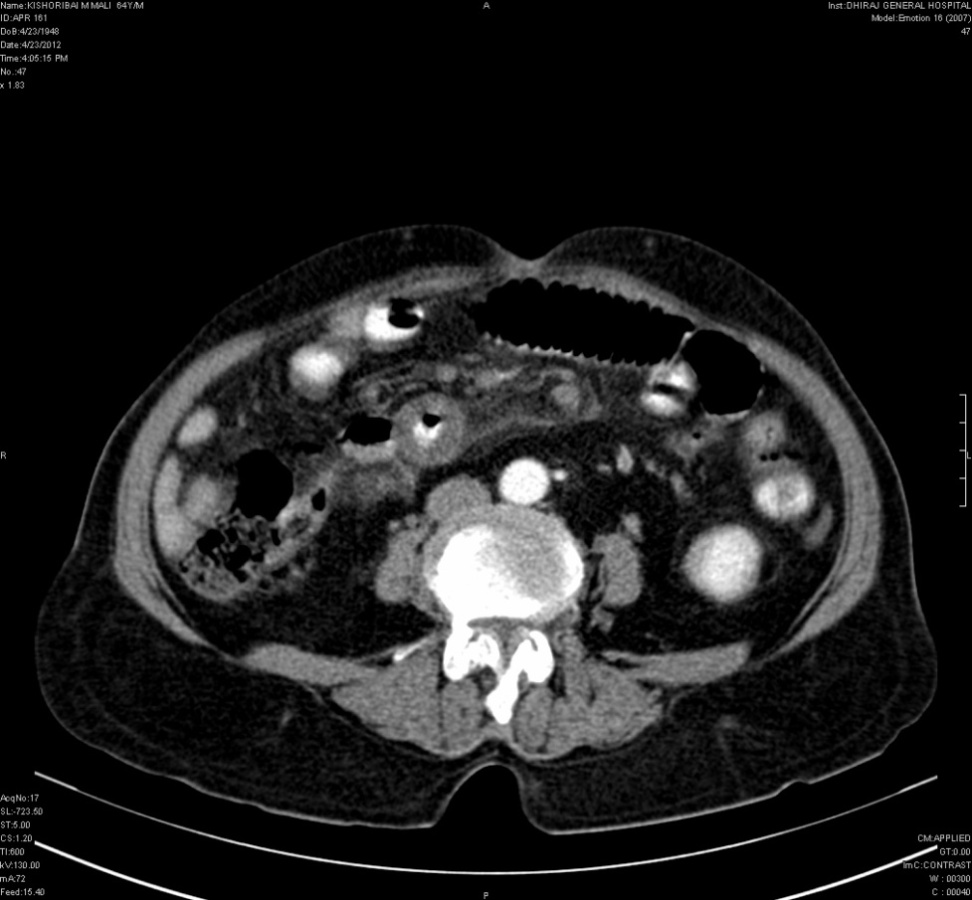 Name:KISHORIBAI M MALI 64Y/M
ID:APR 161
DoB:4/23/1948
Date:4/23/2012
Time:4:05:15 PM
No.:47
x 1.83
A
Inst:DHIRAJ GENERAL HOSPITAL
Model:Emotion 16 (2007)
47
R
L
AcqNo:17
SL:-723.50
ST:5.00
CS:1.20
TI:600
kV:130.00
mA:72
Feed:15.40
P
CM:APPLIED
GT:0.00
ImC:CONTRAST
W : 00300
C : 00040